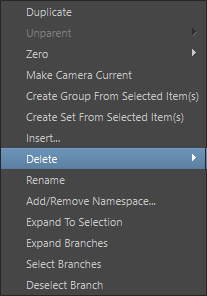 Duplicate
Unparent
Zero
Make Camera Current
Create Group From Selected Item(s)
Create Set From Selected Item(s)
Insert...
Delete
Rename
Add/Remove Namespace...
Expand To Selection
Expand Branches
Select Branches
Deselect Branch